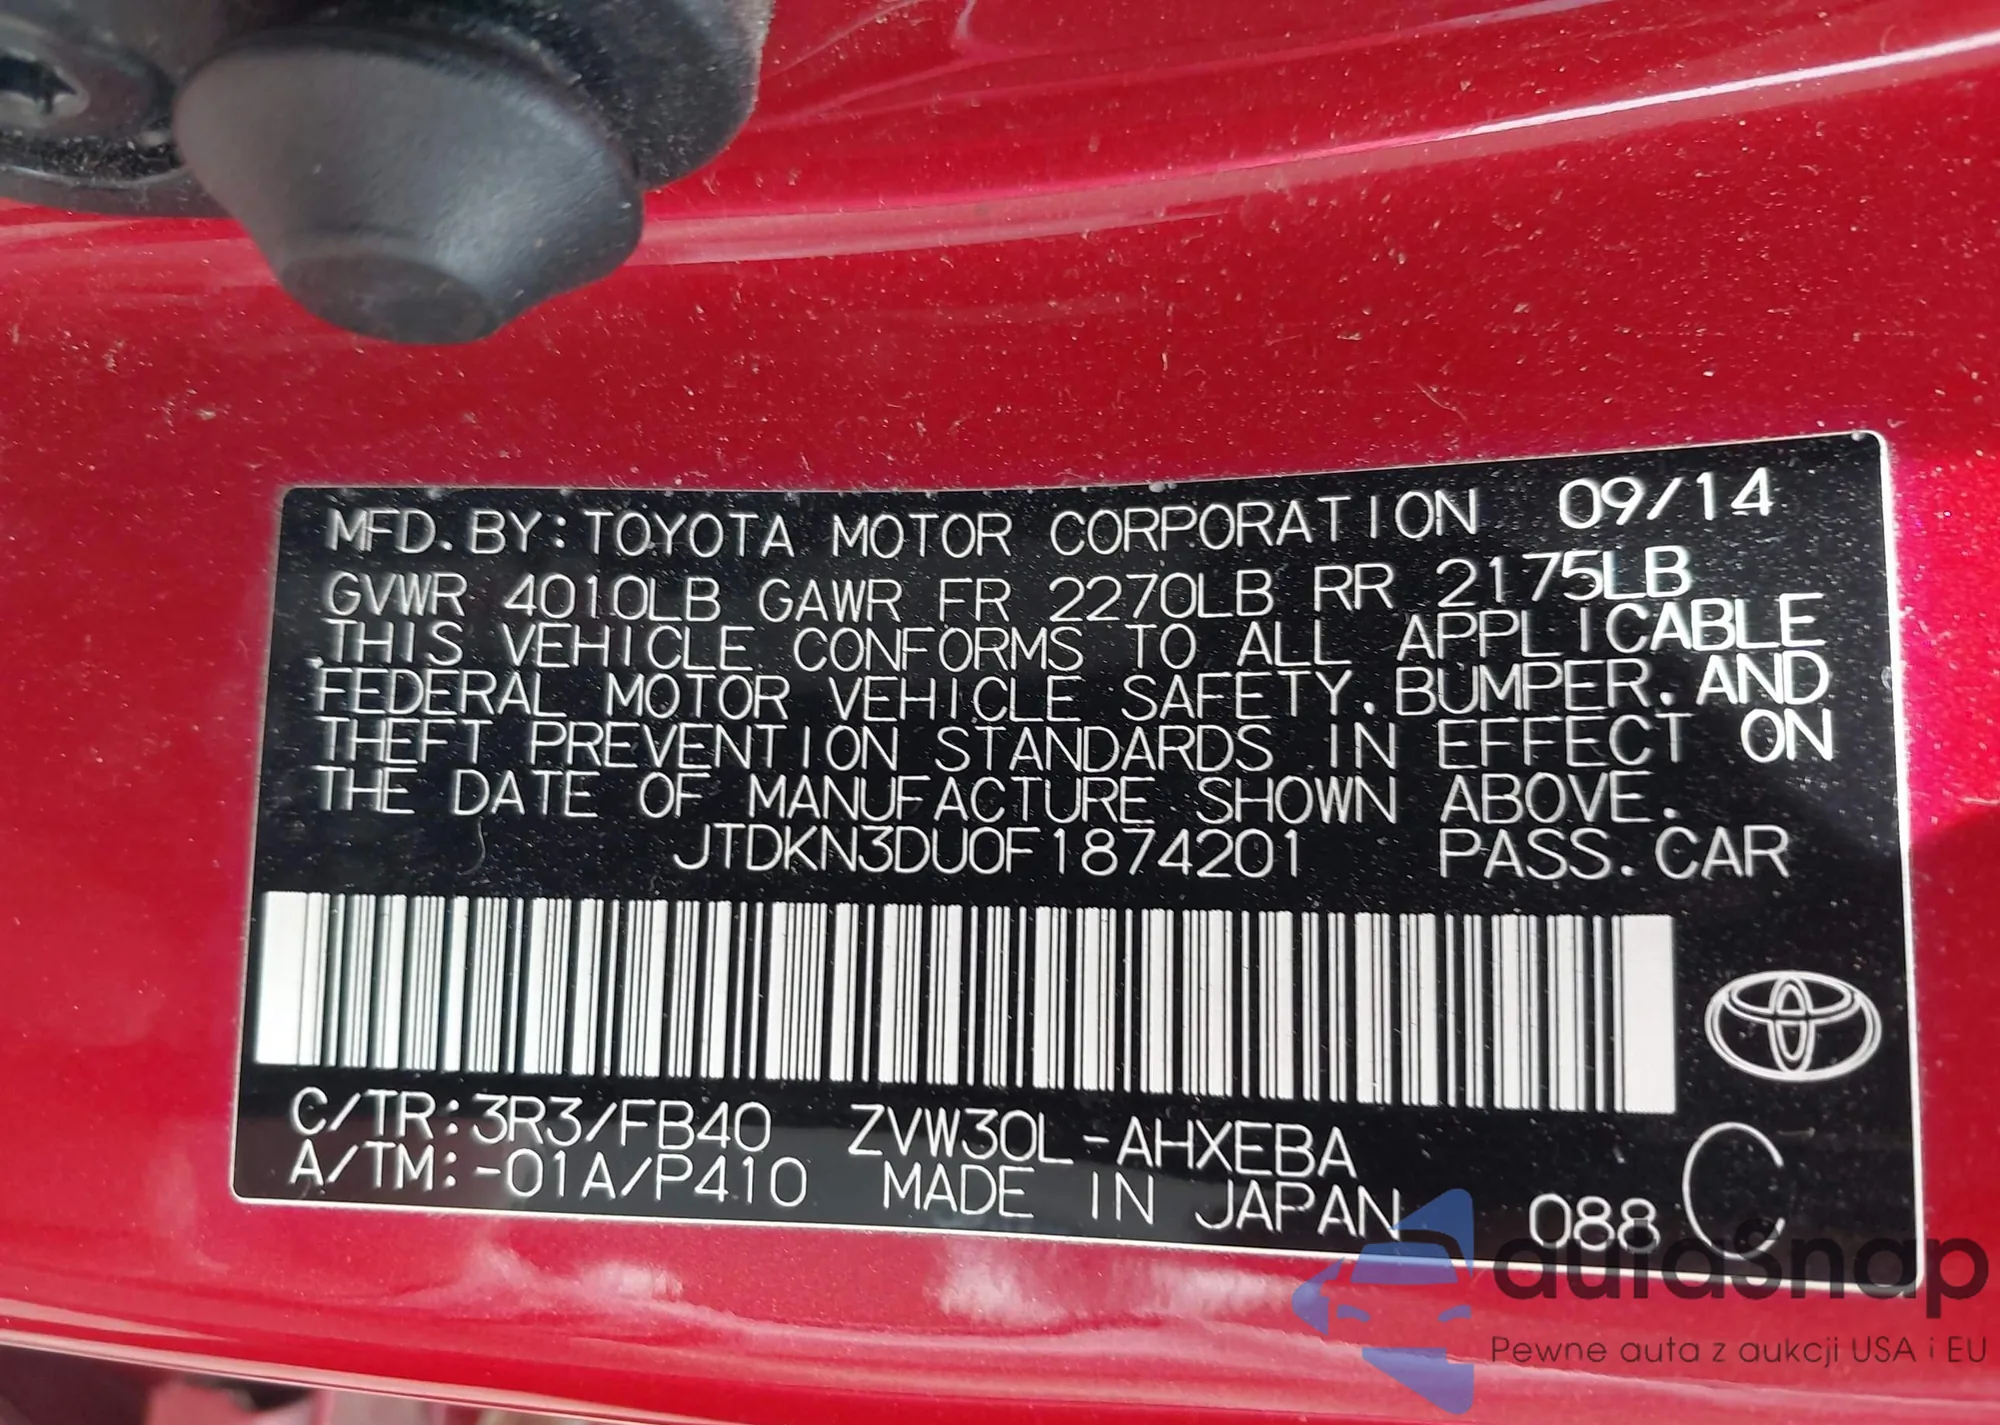 MFD. BY: TOYOTA MOTOR CORPORATION 09/14
GVWR 4010LB GAWR FR 2270LB RR 2175LB
THIS VEHICLE CONFORMS TO ALL APPLICABLE
FEDERAL MOTOR VEHICLE SAFETY. BUMPER. AND
THEFT PREVENTION STANDARDS IN EFFECT ON
THE DATE OF MANUFACTURE SHOWN ABOVE.
JTDKN3DU0F1874201 PASS. CAR
C/TR: 3R3/FB40 ZVW30L-AHXEBA
A/TM: -01A/P410 MADE IN JAPAN 088 C
autaSnap
Pewne auta z aukcji USA i EU